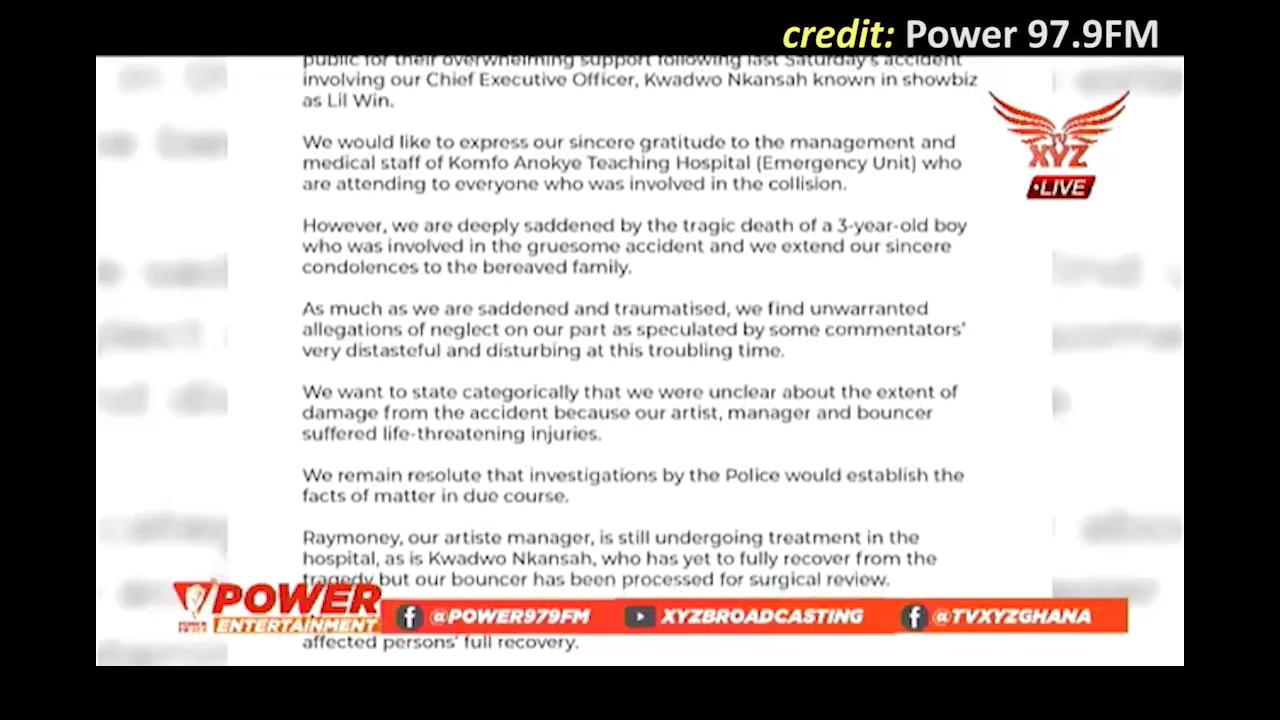 credit: Power 97.9FM
public for their overwhelming support following last Saturday's accident
involving our Chief Executive Officer, Kwadwo Nkansah known in showbiz
as Lil Win.
TV
XYZ
•LIVE
We would like to express our sincere gratitude to the management and
medical staff of Komfo Anokye Teaching Hospital (Emergency Unit) who
are attending to everyone who was involved in the collision.
However, we are deeply saddened by the tragic death of a 3-year-old boy
who was involved in the gruesome accident and we extend our sincere
condolences to the bereaved family.
As much as we are saddened and traumatised, we find unwarranted
allegations of neglect on our part as speculated by some commentators'
very distasteful and disturbing at this troubling time.
We want to state categorically that we were unclear about the extent of
damage from the accident because our artist, manager and bouncer
suffered life-threatening injuries.
We remain resolute that investigations by the Police would establish the
facts of matter in due course.
Raymoney, our artiste manager, is still undergoing treatment in the
hospital, as is Kwadwo Nkansah, who has yet to fully recover from the
tragedy but our bouncer has been processed for surgical review.
POWER
ENTERTAINMENT
@POWER979FM
XYZBROADCASTING
@TVXYZGHANA
affected persons' full recovery.